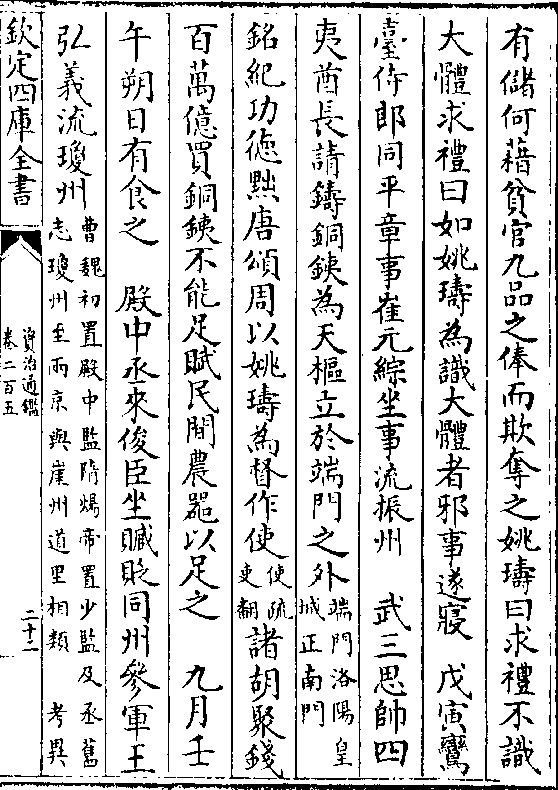 有儲何藉貧官九品之俸而欺奪之姚璹曰求禮不識
大體求禮曰如姚璹為識大體者邪事遂寢　戊寅鸞
臺侍郎同平章事崔元綜坐事流振州　武三思帥四
夷酋長請鑄銅鐵為天樞立於端門之外端門洛陽皇
城正南門
銘紀功德黜唐頌周以姚璹為督作使使疏
吏翻諸胡聚錢
百萬億買銅鐵不能足賦民間農器以足之　九月壬
午朔日有食之　殿中丞來俊臣坐贓貶同州參軍王
弘義流瓊州曹魏初置殿中監隋煬帝置少監及丞舊
志瓊州至兩京與崖州道里相類　考異
欽定四庫全書
資治通鑑
卷二百五
二十二